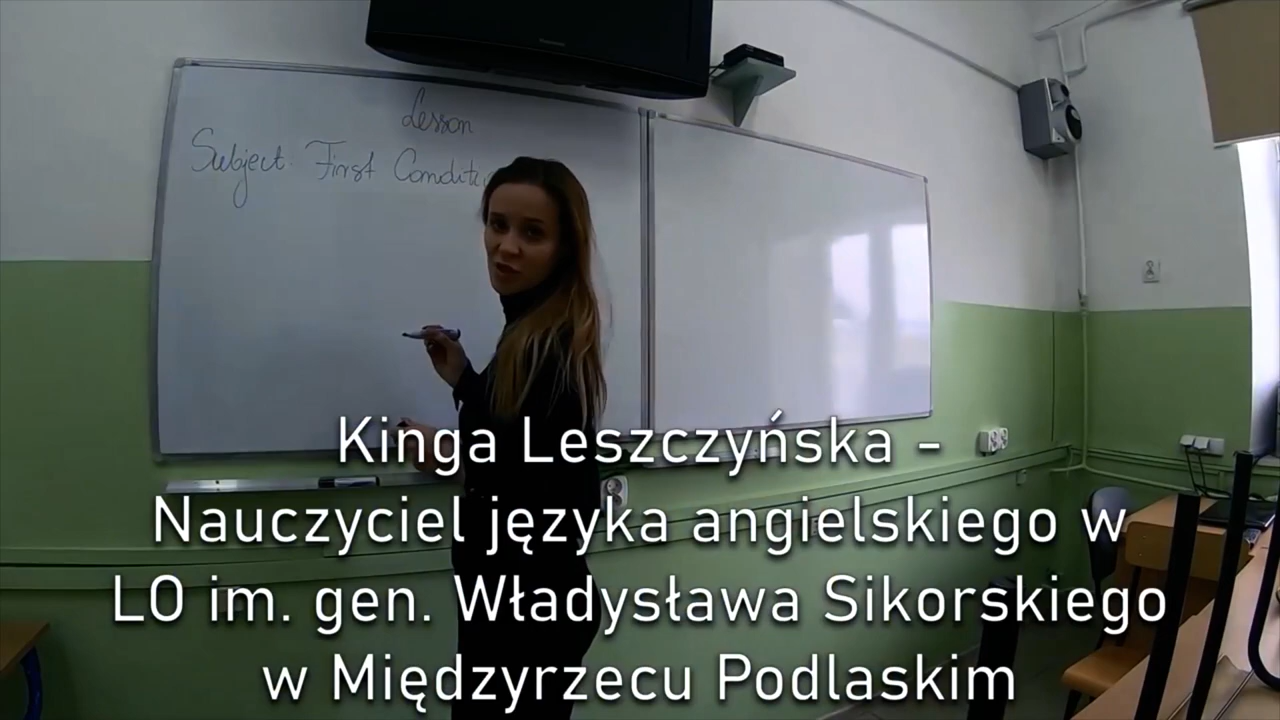 Lesson
Subject: First
Kinga Leszczyńska -
Nauczyciel języka angielskiego w
LO im. gen. Władysława Sikorskiego
w Międzyrzecu Podlaskim